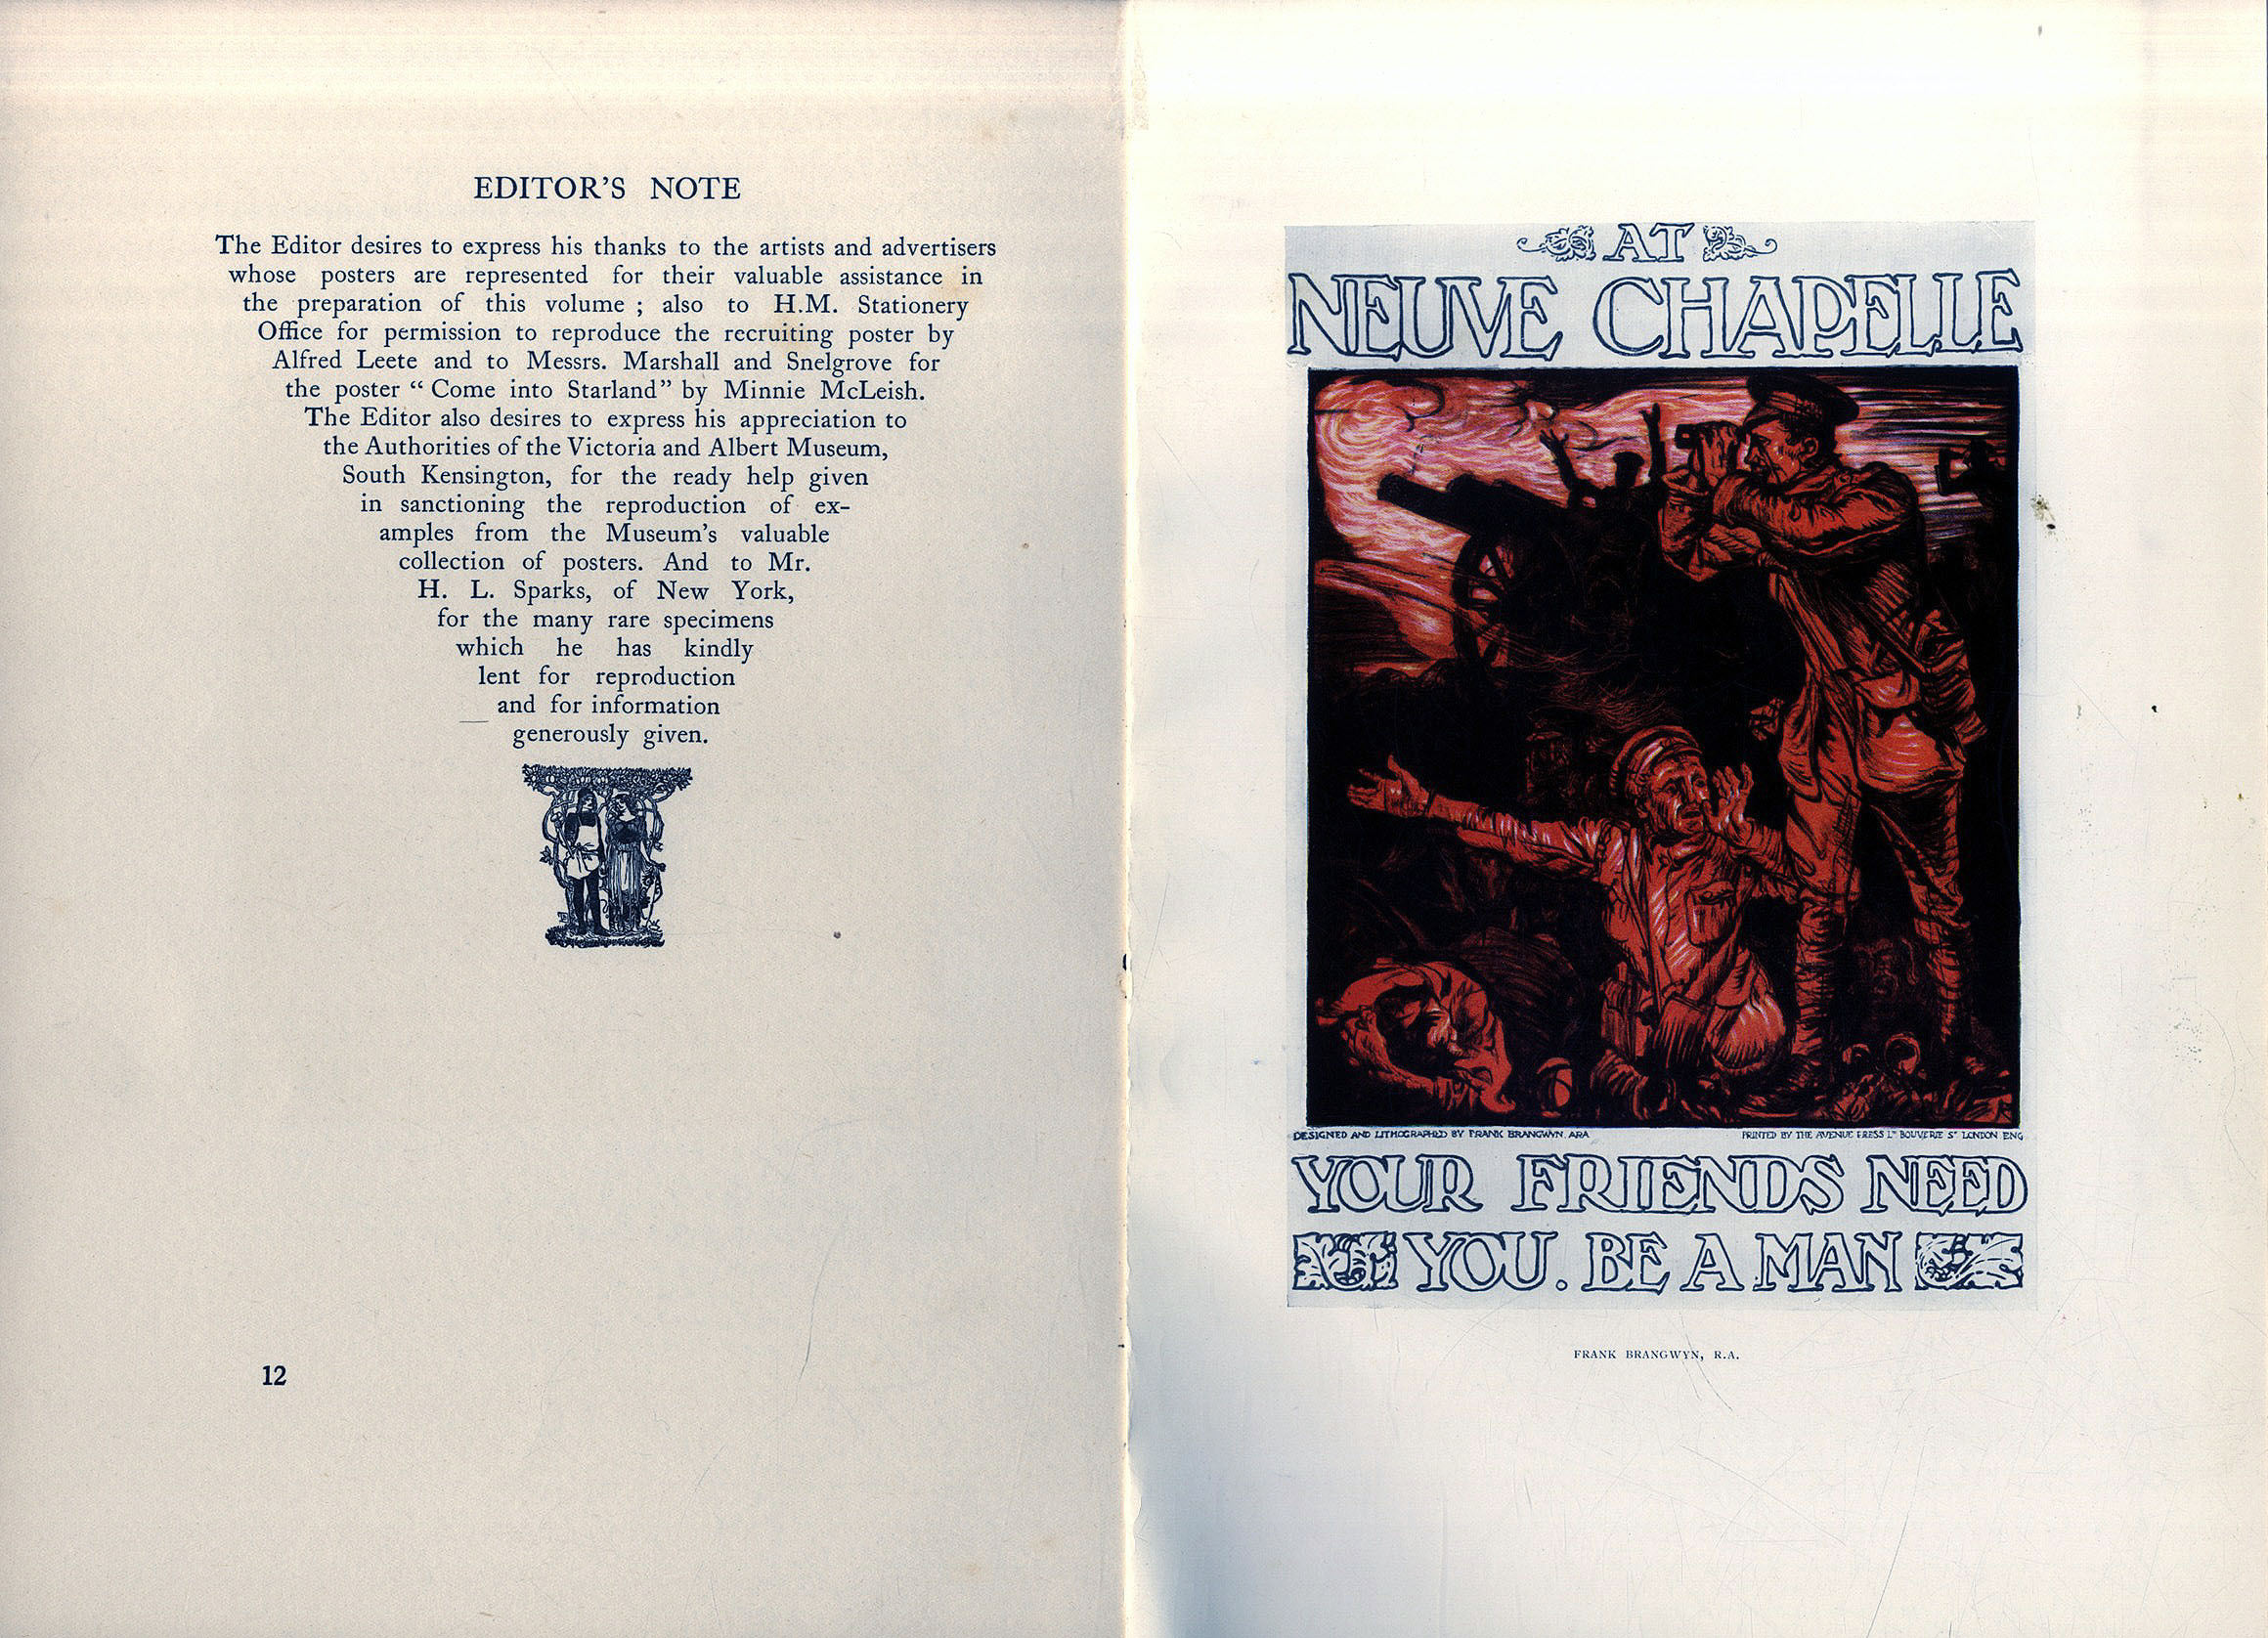 EDITOR'S NOTE
The Editor desires to express his thanks to the artists and advertisers
whose posters are represented for their valuable assistance in
the preparation of this volume ; also to H.M. Stationery
Office for permission to reproduce the recruiting poster by
Alfred Leete and to Messrs. Marshall and Snelgrove for
the poster “ Come into Starland” by Minnie McLeish.
The Editor also desires to express his appreciation to
the Authorities of the Victoria and Albert Museum,
South Kensington, for the ready help given
in sanctioning the reproduction of ex-
amples from the Museum's valuable
collection of posters. And to Mr.
H. L. Sparks, of New York,
for the many rare specimens
which he has kindly
lent for reproduction
and for information
generously given.
12
AT
NEUVE CHAPELLE
DESIGNED AND LITHOGRAPHED BY FRANK BRANGWYN. ARA
PRINTED BY THE AVENUE PRESS LTD BOUVERIE ST LONDON ENG
YOUR FRIENDS NEED
YOU. BE A MAN
FRANK BRANGWYN, R.A.